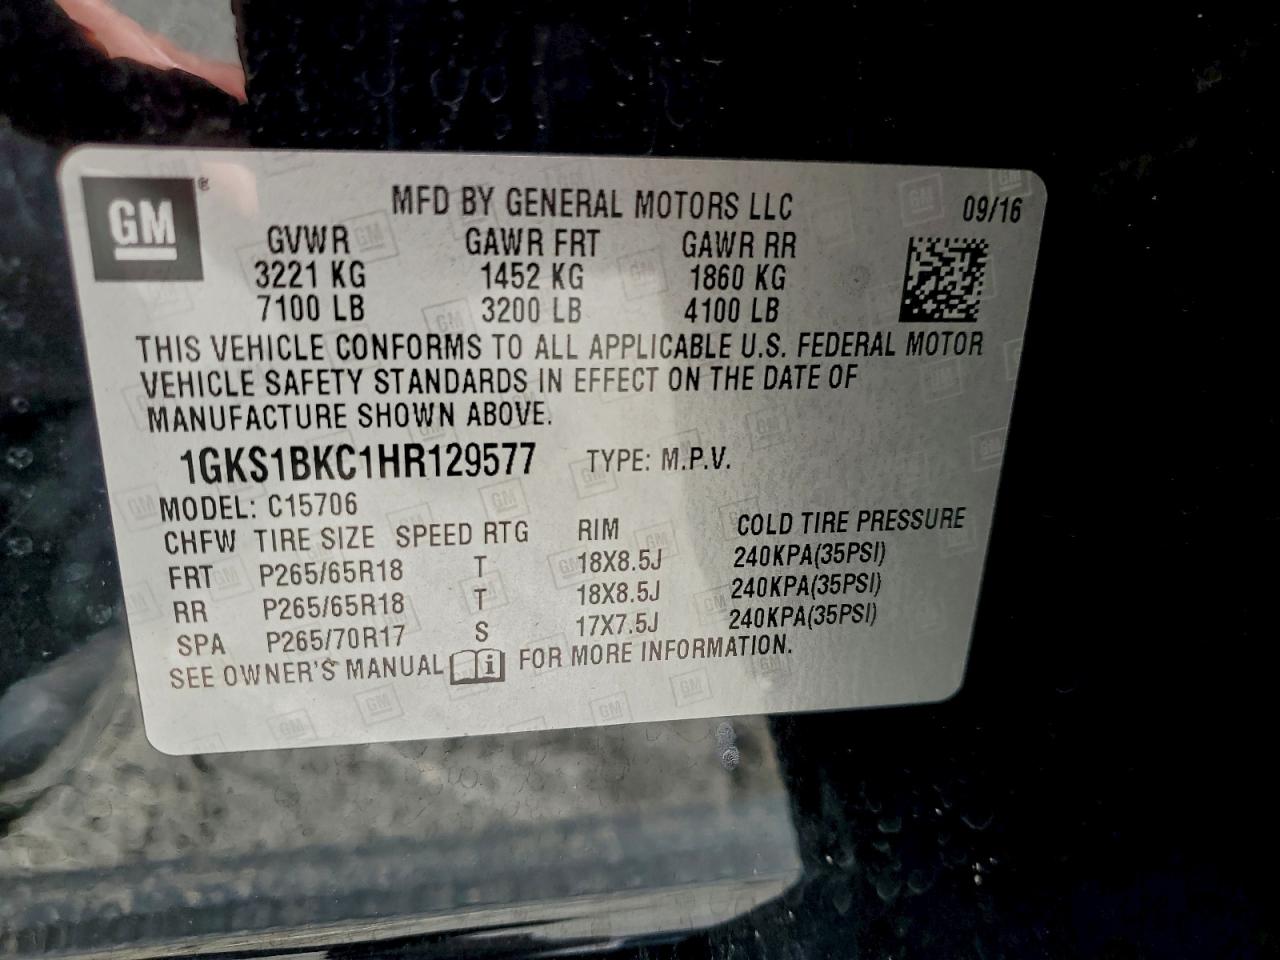 GM ®
MFD BY GENERAL MOTORS LLC 09/16
GVWR GAWR FRT GAWR RR
3221 KG 1452 KG 1860 KG
7100 LB 3200 LB 4100 LB
THIS VEHICLE CONFORMS TO ALL APPLICABLE U.S. FEDERAL MOTOR
VEHICLE SAFETY STANDARDS IN EFFECT ON THE DATE OF
MANUFACTURE SHOWN ABOVE.
1GKS1BKC1HR129577 TYPE: M.P.V.
MODEL: C15706
CHFW TIRE SIZE SPEED RTG RIM COLD TIRE PRESSURE
FRT P265/65R18 T 18X8.5J 240KPA(35PSI)
RR P265/65R18 T 18X8.5J 240KPA(35PSI)
SPA P265/70R17 S 17X7.5J 240KPA(35PSI)
SEE OWNER'S MANUAL i FOR MORE INFORMATION.